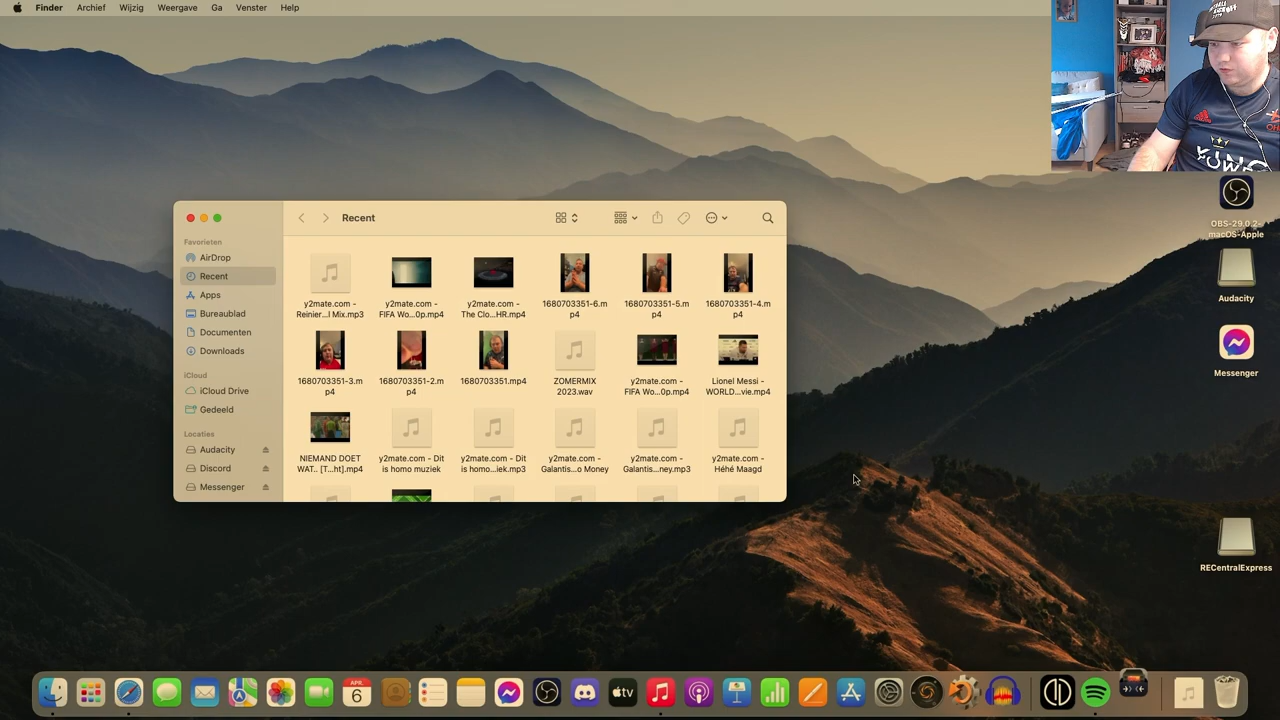 Finder Archief Wijzig Weergave Ga Venster Help
OBS-29.0.2-
macOS-Apple
Audacity
Messenger
RECentralExpress
Recent
Favorieten
AirDrop
Recent
Apps
Bureaublad
Documenten
Downloads
iCloud
iCloud Drive
Gedeeld
Locaties
Audacity
Discord
Messenger
y2mate.com -
Reinier...l Mix.mp3
y2mate.com -
FIFA Wo...0p.mp4
y2mate.com -
The Clo...HR.mp4
1680703351-6.m
p4
1680703351-5.m
p4
1680703351-4.m
p4
1680703351-3.m
p4
1680703351-2.m
p4
1680703351.mp4
ZOMERMIX
2023.wav
y2mate.com -
FIFA Wo...0p.mp4
Lionel Messi -
WORLD...vie.mp4
NIEMAND DOET
WAT.. [T...ht].mp4
y2mate.com - Dit
is homo muziek
y2mate.com - Dit
is homo...iek.mp3
y2mate.com -
Galantis...o Money
y2mate.com -
Galantis...ney.mp3
y2mate.com -
Héhé Maagd
APR.
6
tv